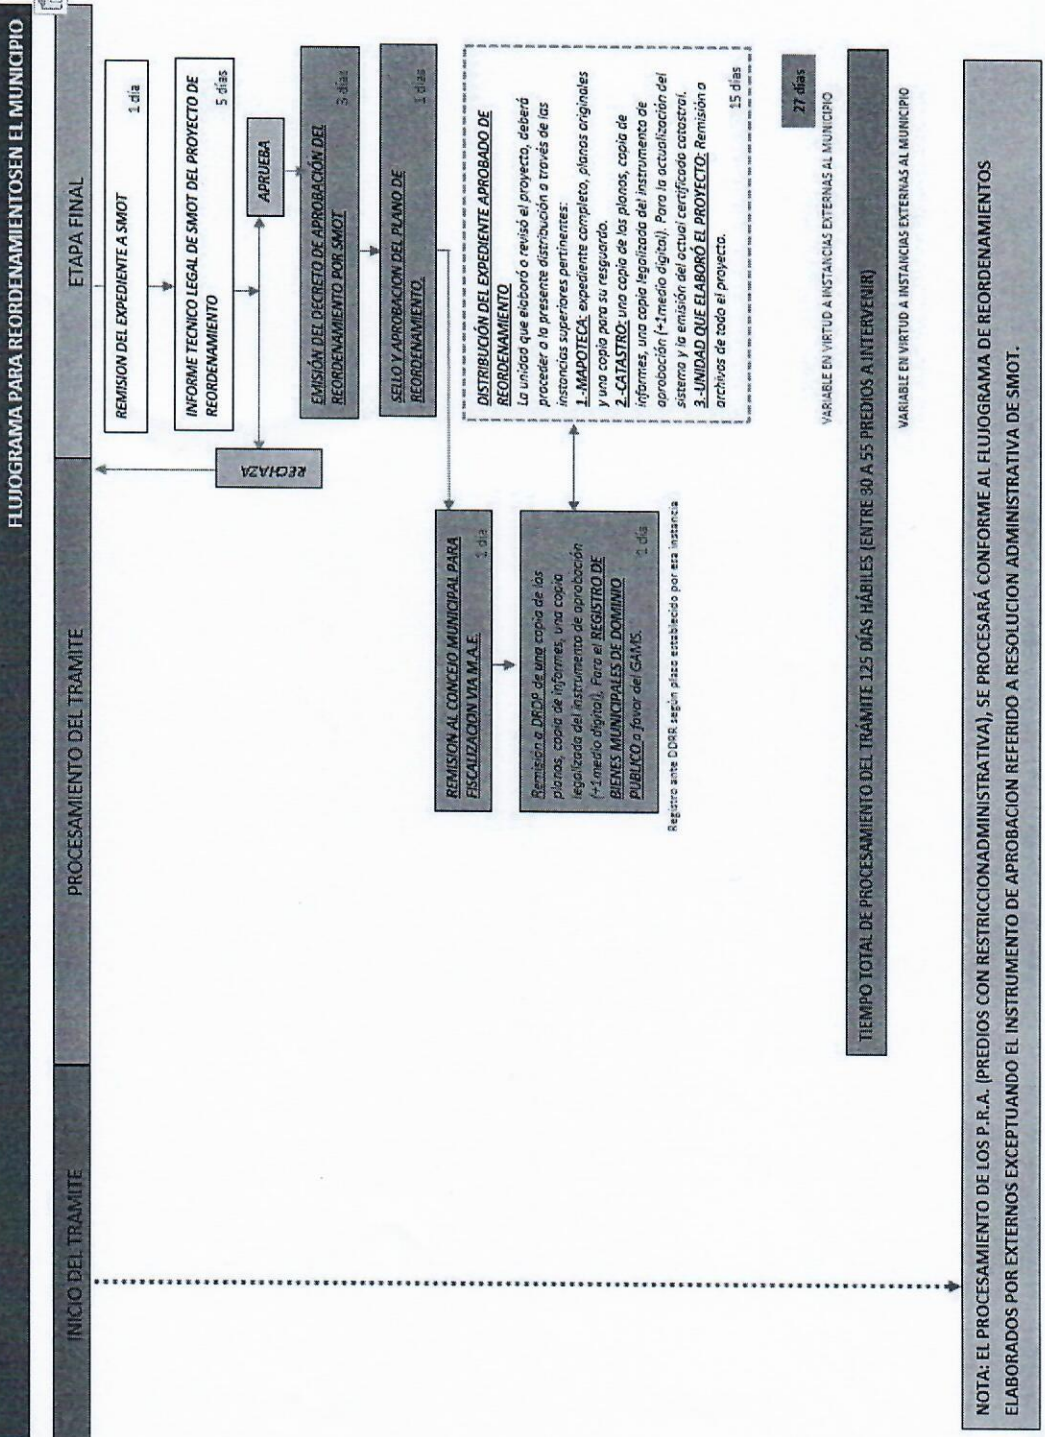 FLUJOGRAMA PARA REORDENAMIENTOSEN EL MUNICIPIO
INICIO DEL TRAMITE
PROCESAMIENTO DEL TRAMITE
ETAPA FINAL
REMISION DEL EXPEDIENTE A SMOT
1 día
INFORME TECNICO LEGAL DE SMOT DEL PROYECTO DE
REORDENAMIENTO
5 días
RECHAZA
APRUEBA
EMISIÓN DEL DECRETO DE APROBACIÓN DEL
REORDENAMIENTO POR SMOT
3 días
SELLO Y APROBACION DEL PLANO DE
REORDENAMIENTO.
1 días
REMISION AL CONCEJO MUNICIPAL PARA
FISCALIZACION VIA M.A.E.
1 día
Remision a DRDP de una copia de los
planos, copia de informes, una copia
legalizada del instrumento de aprobación
(+1medio digital). Para el REGISTRO DE
BIENES MUNICIPALES DE DOMINIO
PUBLICO a favor del GAMS.
1 día
Registro ante DDRR según plazo establecido por esa instancia
DISTRIBUCIÓN DEL EXPEDIENTE APROBADO DE
REORDENAMIENTO
La unidad que elaboró o revisó el proyecto, deberá
proceder a la presente distribución a través de las
instancias superiores pertinentes:
1.-MAPOTECA: expediente completo, planos originales
y una copia para su resguardo.
2.-CATASTRO: una copia de los planos, copia de
informes, una copia legalizada del instrumento de
aprobación (+1medio digital). Para la actualización del
sistema y la emisión del actual certificado catastral.
3.-UNIDAD QUE ELABORÓ EL PROYECTO: Remisión a
archivos de todo el proyecto.
15 días
27 días
VARIABLE EN VIRTUD A INSTANCIAS EXTERNAS AL MUNICIPIO
TIEMPO TOTAL DE PROCESAMIENTO DEL TRÁMITE 125 DÍAS HÁBILES (ENTRE 30 A 55 PREDIOS A INTERVENIR)
VARIABLE EN VIRTUD A INSTANCIAS EXTERNAS AL MUNICIPIO
NOTA: EL PROCESAMIENTO DE LOS P.R.A. (PREDIOS CON RESTRICCIONADMINISTRATIVA), SE PROCESARÁ CONFORME AL FLUJOGRAMA DE REORDENAMIENTOS
ELABORADOS POR EXTERNOS EXCEPTUANDO EL INSTRUMENTO DE APROBACION REFERIDO A RESOLUCION ADMINISTRATIVA DE SMOT.